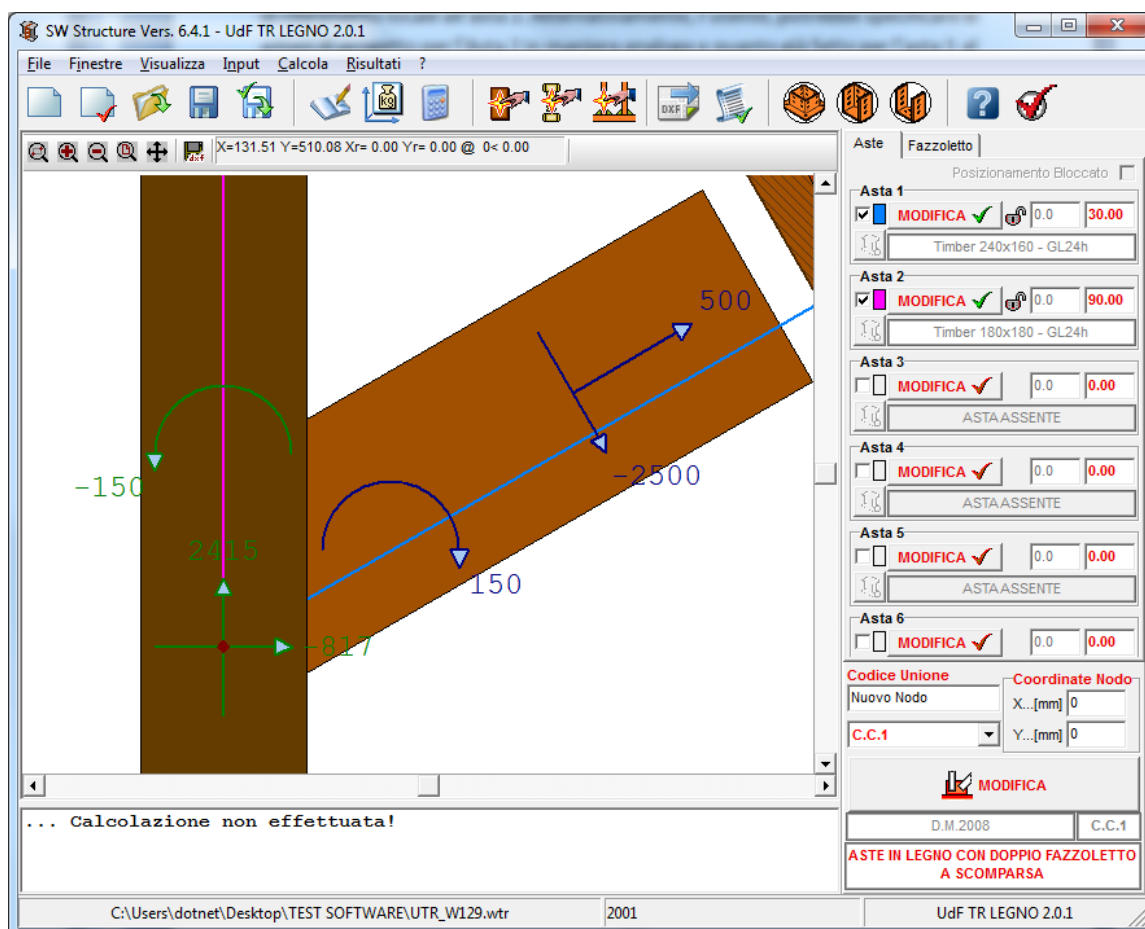 SW Structure Vers. 6.4.1 - UdF TR LEGNO 2.0.1
File Finestre Visualizza Input Calcola Risultati ?
kg
DXF
dxf
X=131.51 Y=510.08 Xr= 0.00 Yr= 0.00 @ 0< 0.00
500
-2500
-150
2415
150
-817
Aste Fazzoletto
Posizionamento Bloccato
Asta 1
MODIFICA 0.0 30.00
Timber 240x160 - GL24h
Asta 2
MODIFICA 0.0 90.00
Timber 180x180 - GL24h
Asta 3
MODIFICA 0.0 0.00
ASTA ASSENTE
Asta 4
MODIFICA 0.0 0.00
ASTA ASSENTE
Asta 5
MODIFICA 0.0 0.00
ASTA ASSENTE
Asta 6
MODIFICA 0.0 0.00
Codice Unione
Nuovo Nodo
C.C.1
Coordinate Nodo
X...[mm] 0
Y...[mm] 0
MODIFICA
D.M.2008 C.C.1
ASTE IN LEGNO CON DOPPIO FAZZOLETTO
A SCOMPARSA
... Calcolazione non effettuata!
C:\Users\dotnet\Desktop\TEST SOFTWARE\UTR_W129.wtr 2001 UdF TR LEGNO 2.0.1